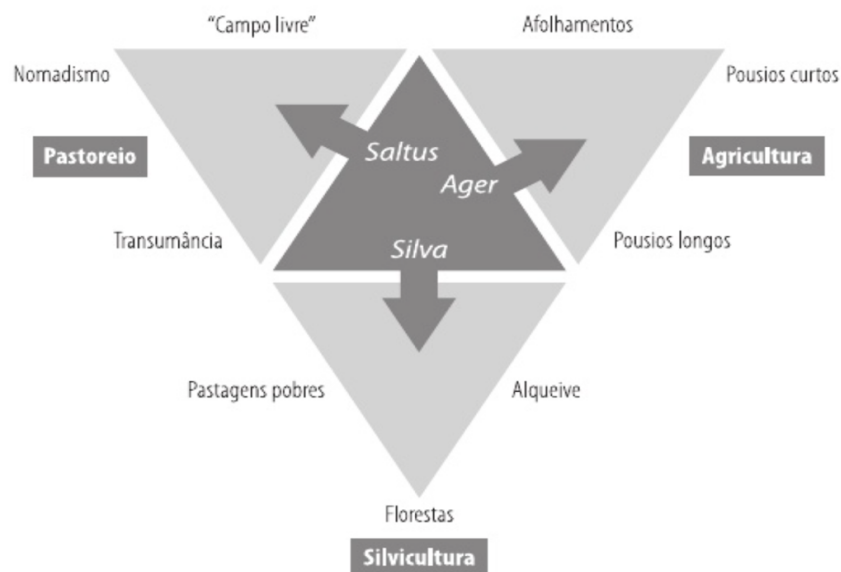 "Campo livre"
Afolhamentos
Nomadismo
Pousios curtos
Pastoreio
Saltus
Agricultura
Ager
Transumância
Silva
Pousios longos
Pastagens pobres
Alqueive
Florestas
Silvicultura